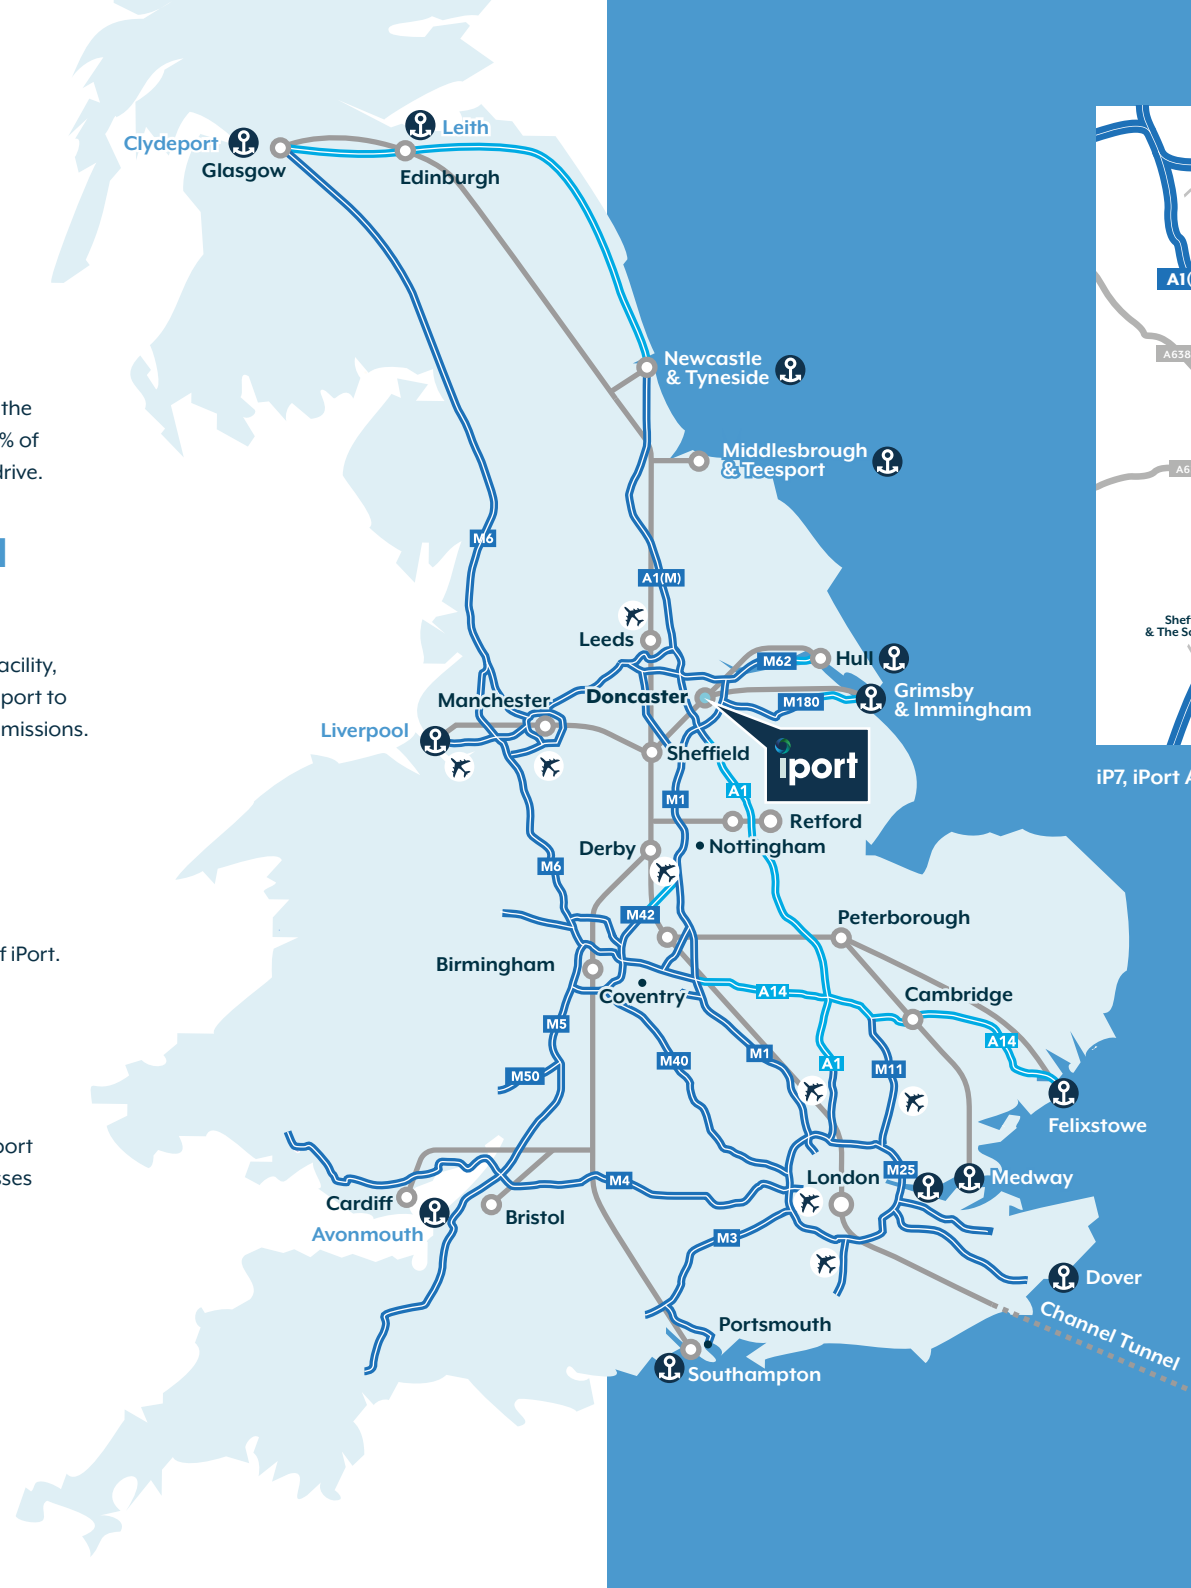 the
% of
drive.
acility,
port to
missions.
f iPort.
port
sses
Clydeport
Glasgow
Leith
Edinburgh
Newcastle
& Tyneside
Middlesbrough
& Teesport
M6
A1(M)
Leeds
M62
Hull
Manchester
Doncaster
M180
Grimsby
& Immingham
Liverpool
Sheffield
iport
M1
A1
Retford
Derby
Nottingham
M6
M42
Peterborough
Birmingham
Coventry
A14
Cambridge
M5
A14
M50
M40
M1
A1
M11
Felixstowe
M4
London
M25
Medway
Cardiff
Bristol
Avonmouth
M3
Dover
Portsmouth
Channel Tunnel
Southampton
A1(
A638
A6
Shef
& The So
iP7, iPort A